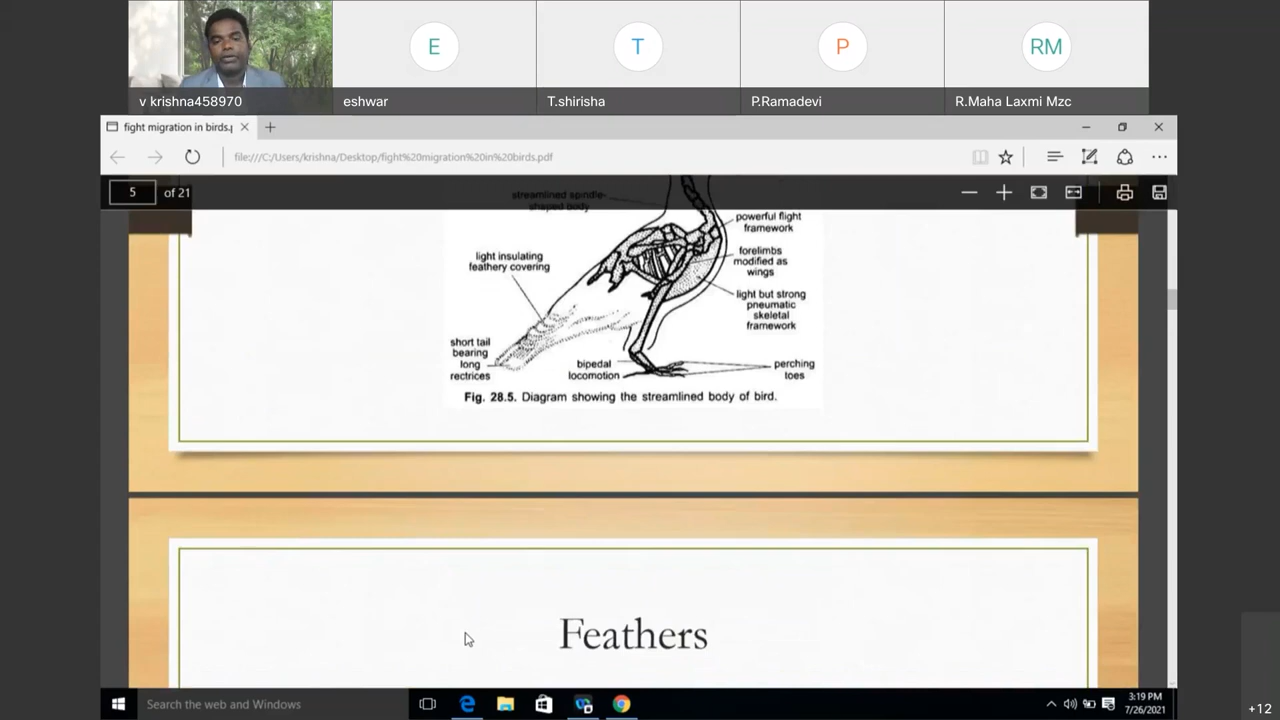 E
T
P
RM
v krishna458970
eshwar
T.shirisha
P.Ramadevi
R.Maha Laxmi Mzc
fight migration in birds.p
file:///C:/Users/krishna/Desktop/fight%20migration%20in%20birds.pdf
5 of 21
streamlined spindle-
shaped body
powerful flight
framework
light insulating
feathery covering
forelimbs
modified as
wings
light but strong
pneumatic
skeletal
framework
short tail
bearing
long
rectrices
bipedal
locomotion
perching
toes
Fig. 28.5. Diagram showing the streamlined body of bird.
Feathers
Search the web and Windows
3:19 PM
7/26/2021
+12